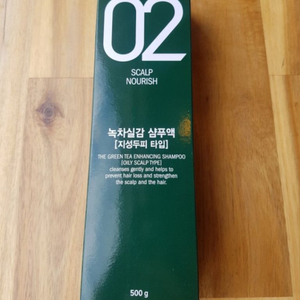 02
SCALP
NOURISH
녹차실감 샴푸액
[지성두피 타입]
THE GREEN TEA ENHANCING SHAMPOO
[OILY SCALP TYPE]
cleanses gently and helps to
prevent hair loss and strengthen
the scalp and the hair.
500 g